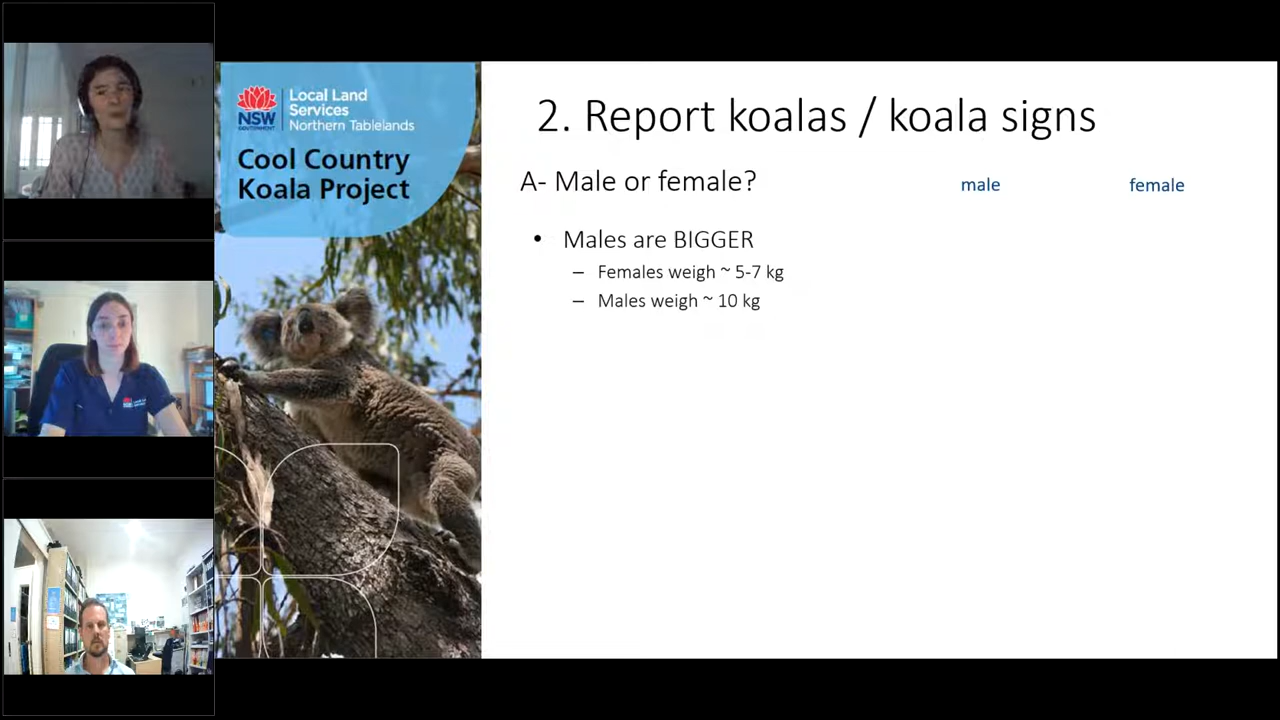 NSW
GOVERNMENT
Local Land
Services
Northern Tablelands
Cool Country
Koala Project
2. Report koalas / koala signs
A- Male or female?
male
female
• Males are BIGGER
– Females weigh ~ 5-7 kg
– Males weigh ~ 10 kg